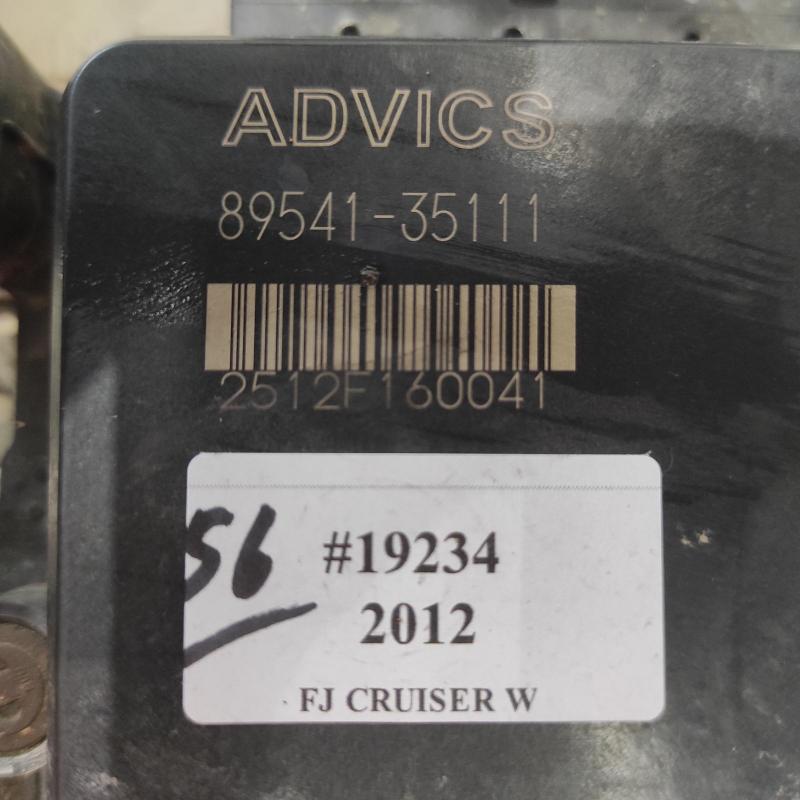 ADVICS
89541-35111
2512F160041
56
#19234
2012
FJ CRUISER W